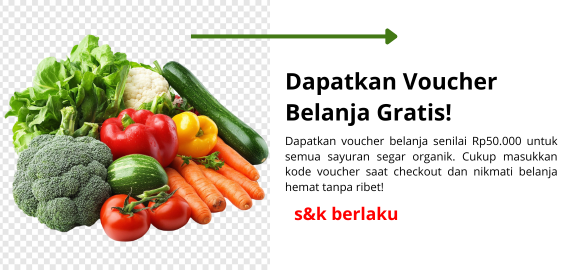 Dapatkan Voucher
Belanja Gratis!
Dapatkan voucher belanja senilai Rp50.000 untuk
semua sayuran segar organik. Cukup masukkan
kode voucher saat checkout dan nikmati belanja
hemat tanpa ribet!
s&k berlaku